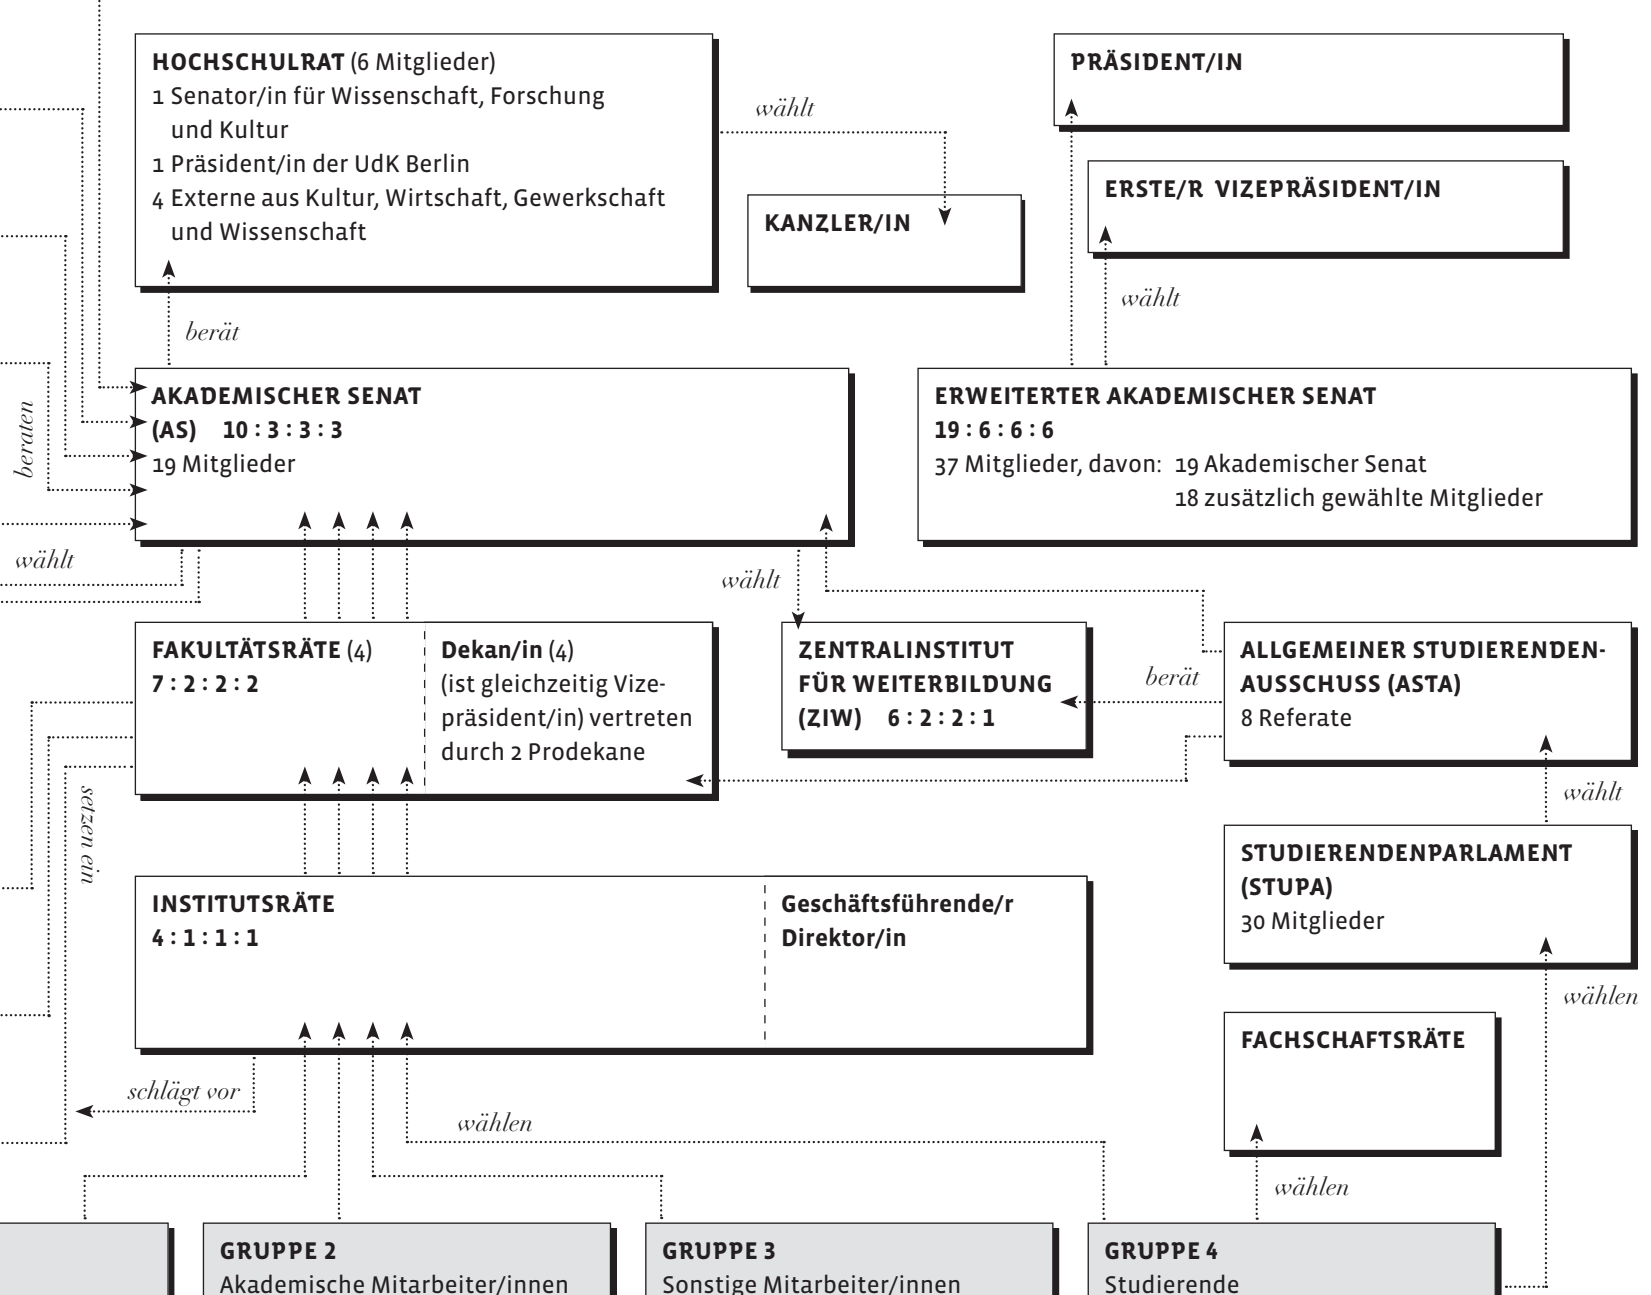 HOCHSCHULRAT (6 Mitglieder)
1 Senator/in für Wissenschaft, Forschung
und Kultur
1 Präsident/in der UdK Berlin
4 Externe aus Kultur, Wirtschaft, Gewerkschaft
und Wissenschaft
wählt
KANZLER/IN
PRÄSIDENT/IN
ERSTE/R VIZEPRÄSIDENT/IN
wählt
berät
beraten
AKADEMISCHER SENAT
(AS) 10 : 3 : 3 : 3
19 Mitglieder
ERWEITERTER AKADEMISCHER SENAT
19 : 6 : 6 : 6
37 Mitglieder, davon: 19 Akademischer Senat
18 zusätzlich gewählte Mitglieder
wählt
wählt
FAKULTÄTSRÄTE (4)
7 : 2 : 2 : 2
Dekan/in (4)
(ist gleichzeitig Vize-
präsident/in) vertreten
durch 2 Prodekane
ZENTRALINSTITUT
FÜR WEITERBILDUNG
(ZIW) 6 : 2 : 2 : 1
berät
ALLGEMEINER STUDIERENDEN-
AUSSCHUSS (ASTA)
8 Referate
wählt
setzen ein
INSTITUTSRÄTE
4 : 1 : 1 : 1
Geschäftsführende/r
Direktor/in
STUDIERENDENPARLAMENT
(STUPA)
30 Mitglieder
wählen
FACHSCHAFTSRÄTE
schlägt vor
wählen
wählen
GRUPPE 2
Akademische Mitarbeiter/innen
GRUPPE 3
Sonstige Mitarbeiter/innen
GRUPPE 4
Studierende